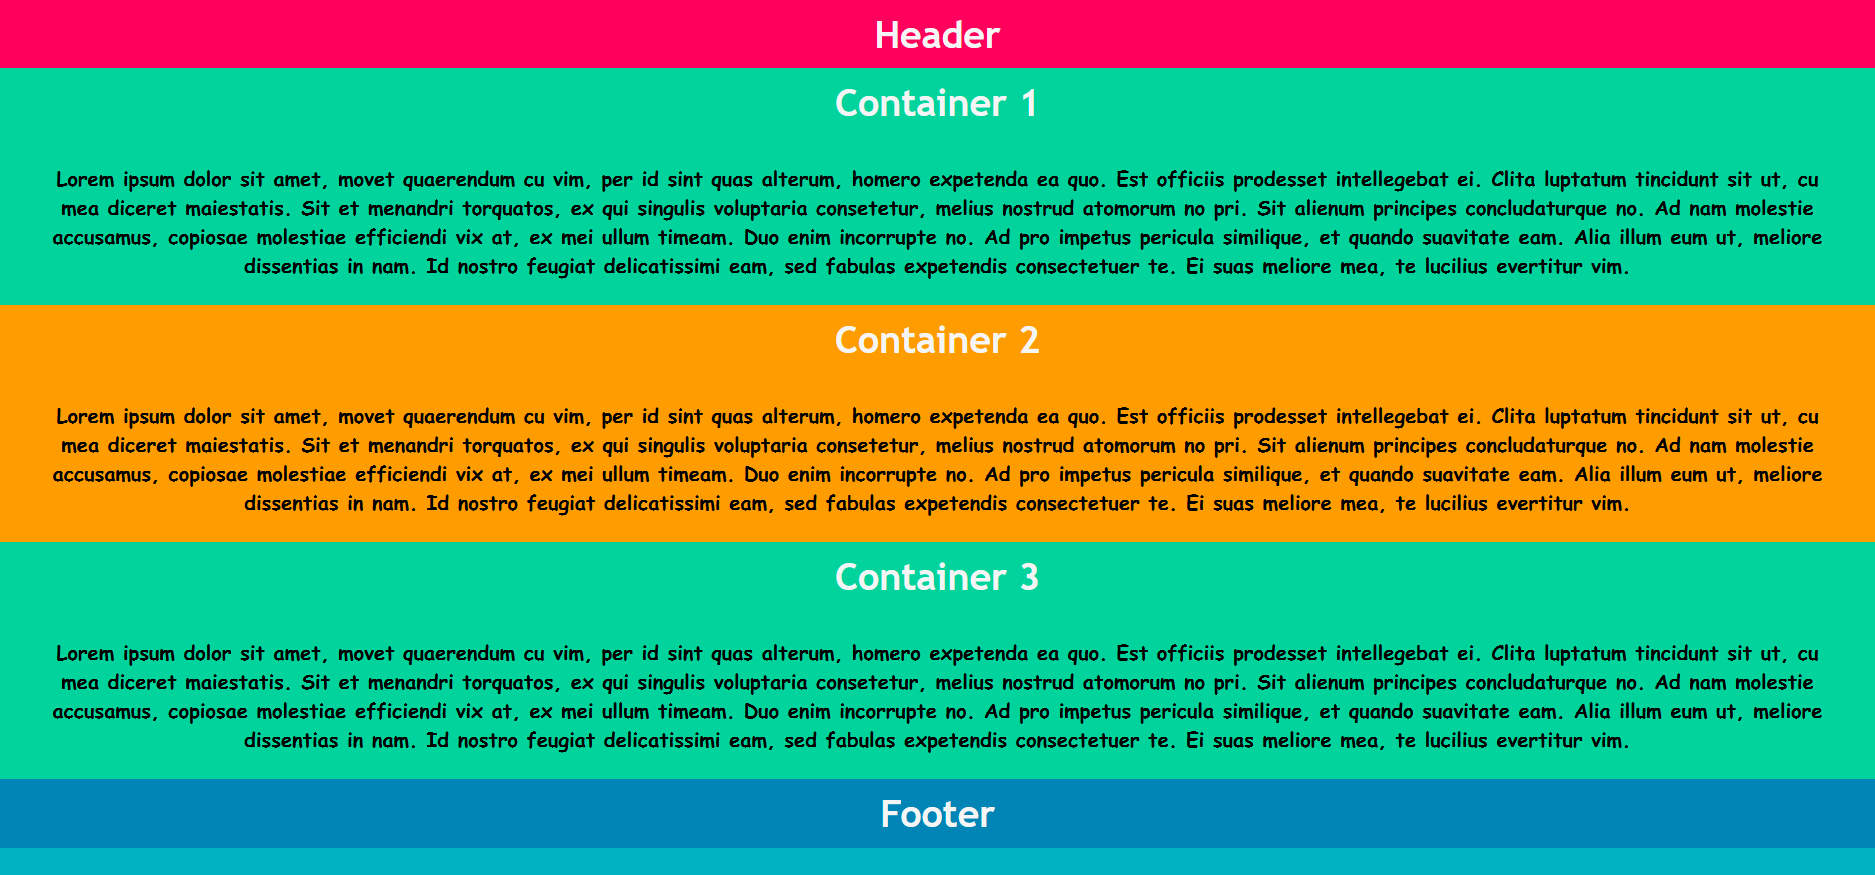 Header
Container 1
Lorem ipsum dolor sit amet, movet quaerendum cu vim, per id sint quas alterum, homero expetenda ea quo. Est officiis prodesset intellegebat ei. Clita luptatum tincidunt sit ut, cu
mea diceret maiestatis. Sit et menandri torquatos, ex qui singulis voluptaria consetetur, melius nostrud atomorum no pri. Sit alienum principes concludaturque no. Ad nam molestie
accusamus, copiosae molestiae efficiendi vix at, ex mei ullum timeam. Duo enim incorrupte no. Ad pro impetus pericula similique, et quando suavitate eam. Alia illum eum ut, meliore
dissentias in nam. Id nostro feugiat delicatissimi eam, sed fabulas expetendis consectetuer te. Ei suas meliore mea, te lucilius evertitur vim.
Container 2
Lorem ipsum dolor sit amet, movet quaerendum cu vim, per id sint quas alterum, homero expetenda ea quo. Est officiis prodesset intellegebat ei. Clita luptatum tincidunt sit ut, cu
mea diceret maiestatis. Sit et menandri torquatos, ex qui singulis voluptaria consetetur, melius nostrud atomorum no pri. Sit alienum principes concludaturque no. Ad nam molestie
accusamus, copiosae molestiae efficiendi vix at, ex mei ullum timeam. Duo enim incorrupte no. Ad pro impetus pericula similique, et quando suavitate eam. Alia illum eum ut, meliore
dissentias in nam. Id nostro feugiat delicatissimi eam, sed fabulas expetendis consectetuer te. Ei suas meliore mea, te lucilius evertitur vim.
Container 3
Lorem ipsum dolor sit amet, movet quaerendum cu vim, per id sint quas alterum, homero expetenda ea quo. Est officiis prodesset intellegebat ei. Clita luptatum tincidunt sit ut, cu
mea diceret maiestatis. Sit et menandri torquatos, ex qui singulis voluptaria consetetur, melius nostrud atomorum no pri. Sit alienum principes concludaturque no. Ad nam molestie
accusamus, copiosae molestiae efficiendi vix at, ex mei ullum timeam. Duo enim incorrupte no. Ad pro impetus pericula similique, et quando suavitate eam. Alia illum eum ut, meliore
dissentias in nam. Id nostro feugiat delicatissimi eam, sed fabulas expetendis consectetuer te. Ei suas meliore mea, te lucilius evertitur vim.
Footer